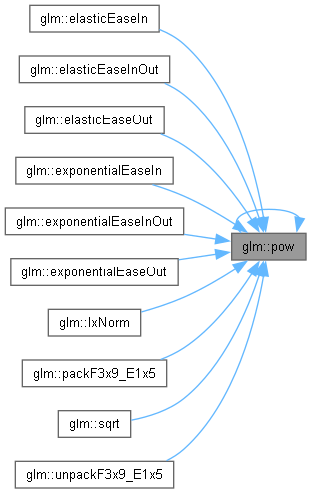 glm::elasticEaseIn
glm::elasticEaseInOut
glm::elasticEaseOut
glm::exponentialEaseIn
glm::exponentialEaseInOut
glm::pow
glm::exponentialEaseOut
glm::lxNorm
glm::packF3x9_E1x5
glm::sqrt
glm::unpackF3x9_E1x5